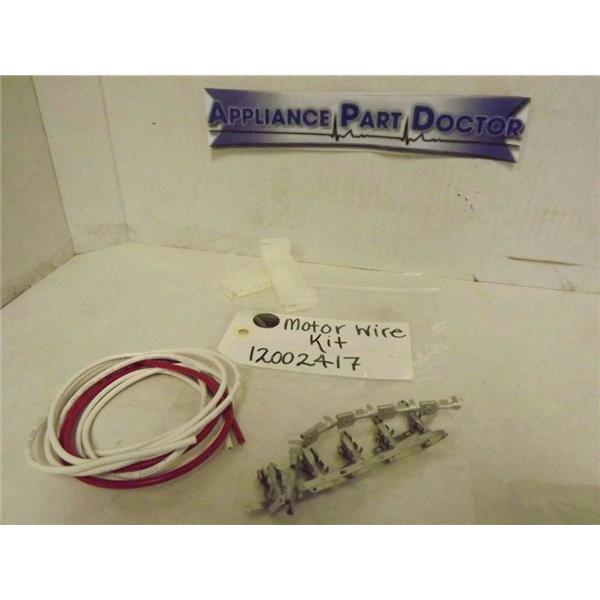 APPLIANCE PART DOCTOR
Motor Wire
Kit
12002417